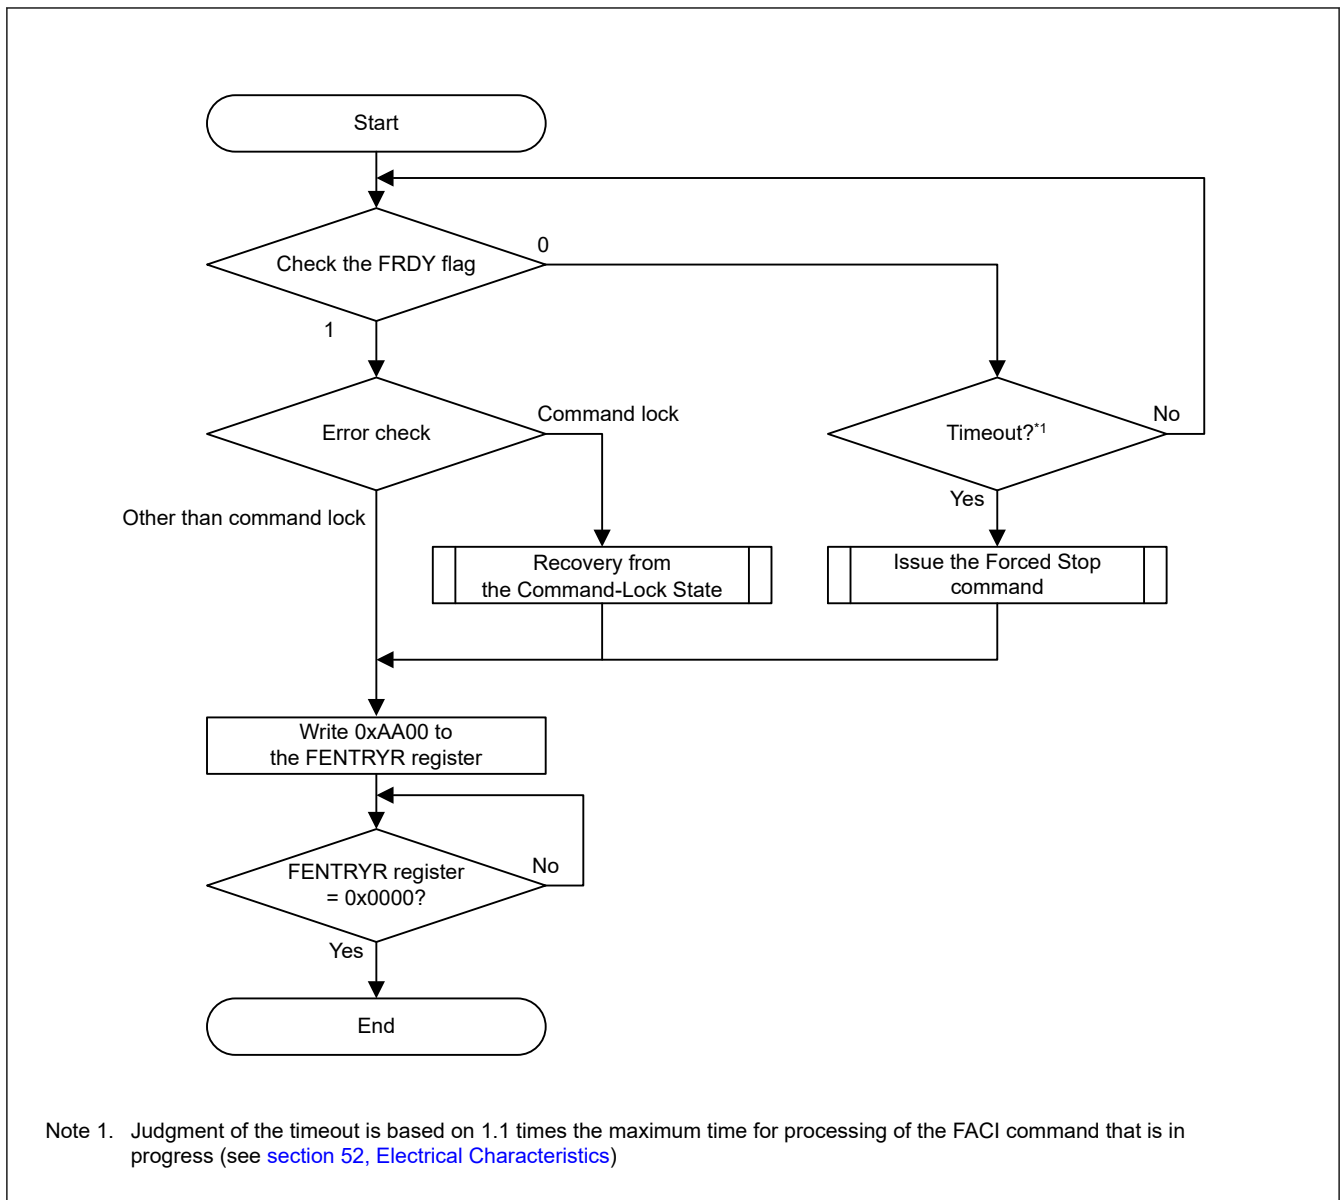 Start
Check the FRDY flag
0
1
Error check
Command lock
Timeout?*1
No
Other than command lock
Yes
Recovery from
the Command-Lock State
Issue the Forced Stop
command
Write 0xAA00 to
the FENTRYR register
FENTRYR register
= 0x0000?
No
Yes
End
Note 1. Judgment of the timeout is based on 1.1 times the maximum time for processing of the FACI command that is in
progress (see section 52, Electrical Characteristics)